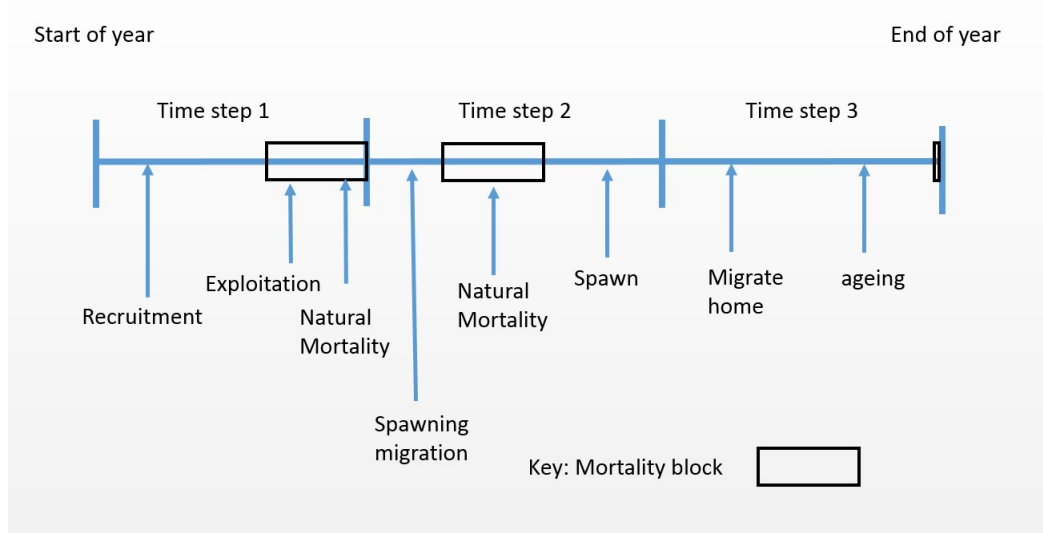 Start of year
End of year
Time step 1
Time step 2
Time step 3
Recruitment
Exploitation
Natural
Mortality
Spawning
migration
Natural
Mortality
Spawn
Migrate
home
ageing
Key: Mortality block